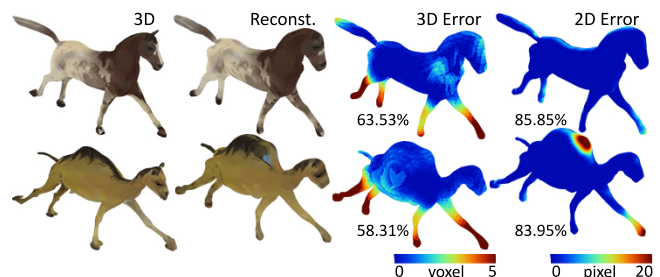 3D Reconst. 3D Error 2D Error
63.53% 85.85%
58.31% 83.95%
0 voxel 5 0 pixel 20